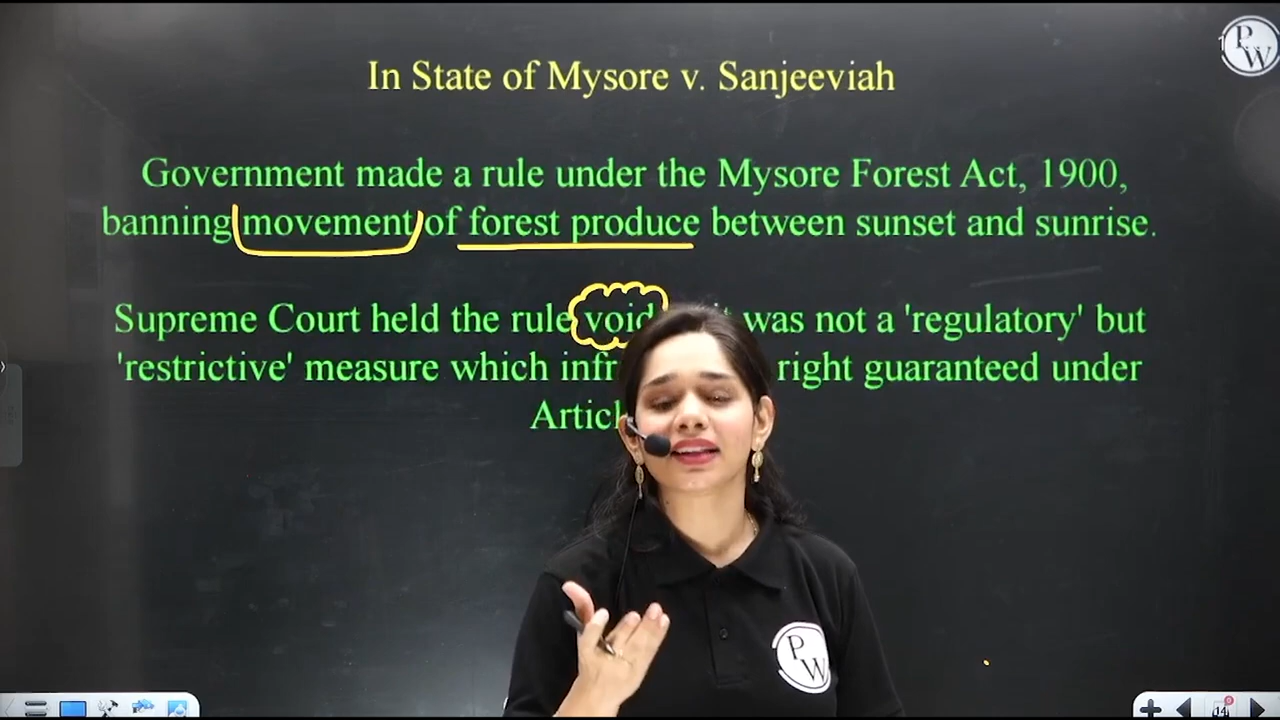 In State of Mysore v. Sanjeeviah
Government made a rule under the Mysore Forest Act, 1900,
banning movement of forest produce between sunset and sunrise.
Supreme Court held the rule void was not a 'regulatory' but
'restrictive' measure which right guaranteed under
PW
PW